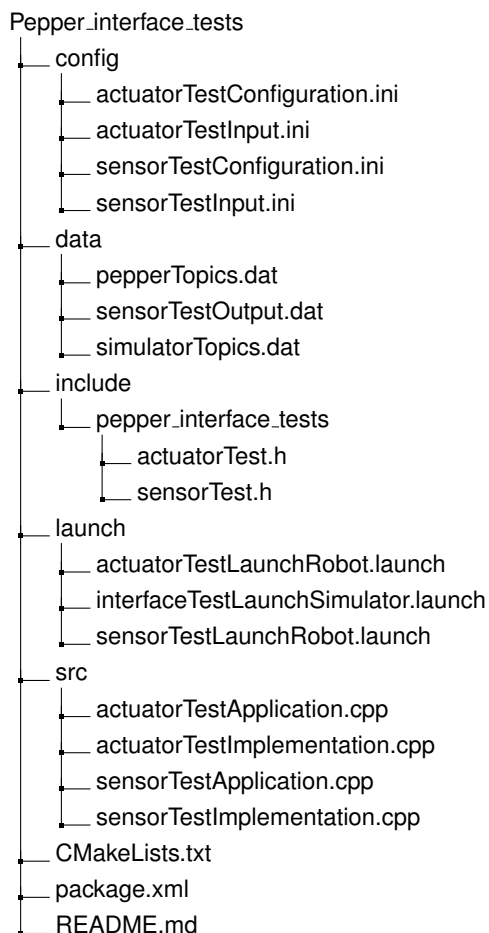 Pepper_interface_tests
config
actuatorTestConfiguration.ini
actuatorTestInput.ini
sensorTestConfiguration.ini
sensorTestInput.ini
data
pepperTopics.dat
sensorTestOutput.dat
simulatorTopics.dat
include
pepper_interface_tests
actuatorTest.h
sensorTest.h
launch
actuatorTestLaunchRobot.launch
interfaceTestLaunchSimulator.launch
sensorTestLaunchRobot.launch
src
actuatorTestApplication.cpp
actuatorTestImplementation.cpp
sensorTestApplication.cpp
sensorTestImplementation.cpp
CMakeLists.txt
package.xml
README.md